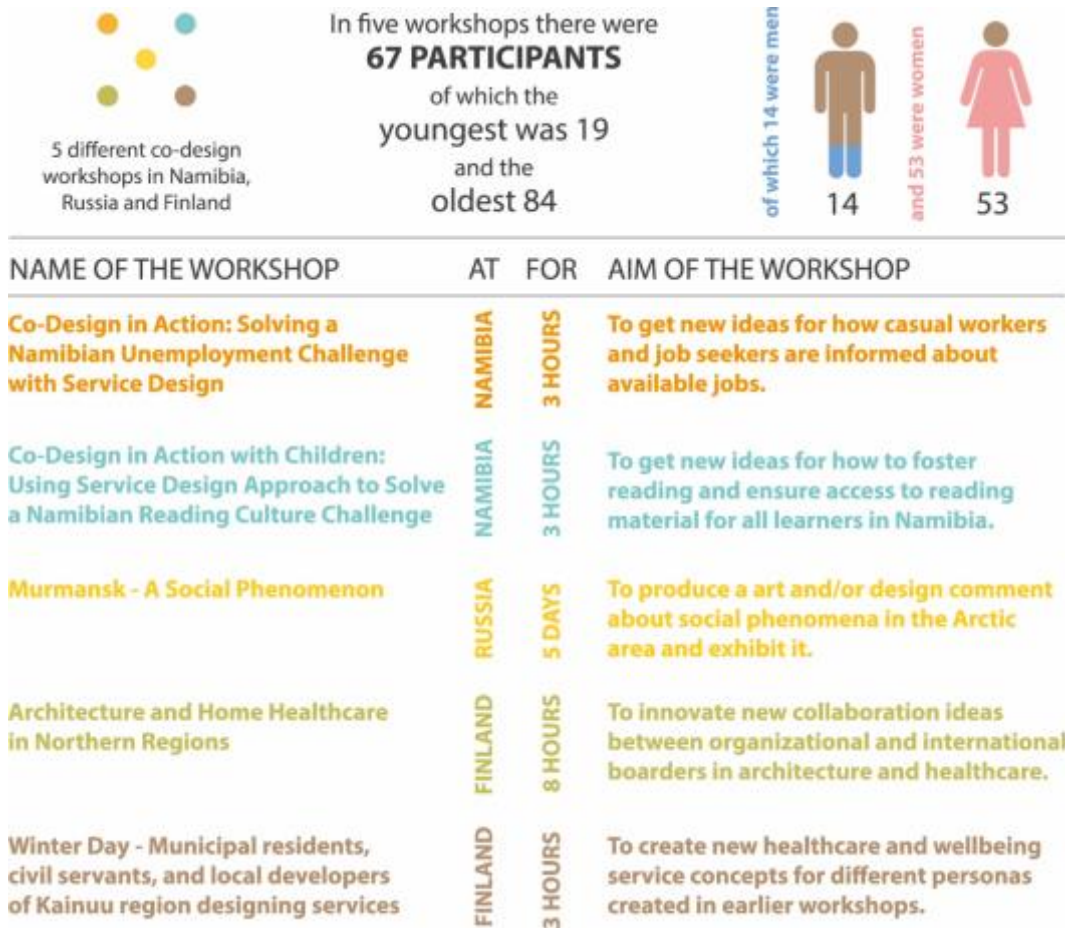 5 different co-design
workshops in Namibia,
Russia and Finland
In five workshops there were
67 PARTICIPANTS
of which the
youngest was 19
and the
oldest 84
of which 14 were men
14
and 53 were women
53
NAME OF THE WORKSHOP AT FOR AIM OF THE WORKSHOP
Co-Design in Action: Solving a
Namibian Unemployment Challenge
with Service Design
NAMIBIA
3 HOURS
To get new ideas for how casual workers
and job seekers are informed about
available jobs.
Co-Design in Action with Children:
Using Service Design Approach to Solve
a Namibian Reading Culture Challenge
NAMIBIA
3 HOURS
To get new ideas for how to foster
reading and ensure access to reading
material for all learners in Namibia.
Murmansk - A Social Phenomenon
RUSSIA
5 DAYS
To produce a art and/or design comment
about social phenomena in the Arctic
area and exhibit it.
Architecture and Home Healthcare
in Northern Regions
FINLAND
8 HOURS
To innovate new collaboration ideas
between organizational and international
boarders in architecture and healthcare.
Winter Day - Municipal residents,
civil servants, and local developers
of Kainuu region designing services
FINLAND
3 HOURS
To create new healthcare and wellbeing
service concepts for different personas
created in earlier workshops.